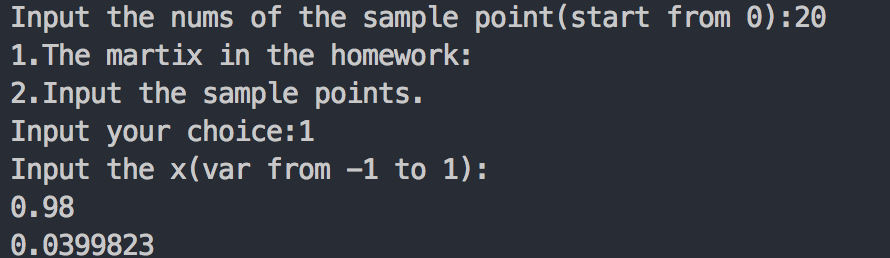 Input the nums of the sample point(start from 0):20
1.The martix in the homework:
2.Input the sample points.
Input your choice:1
Input the x(var from -1 to 1):
0.98
0.0399823